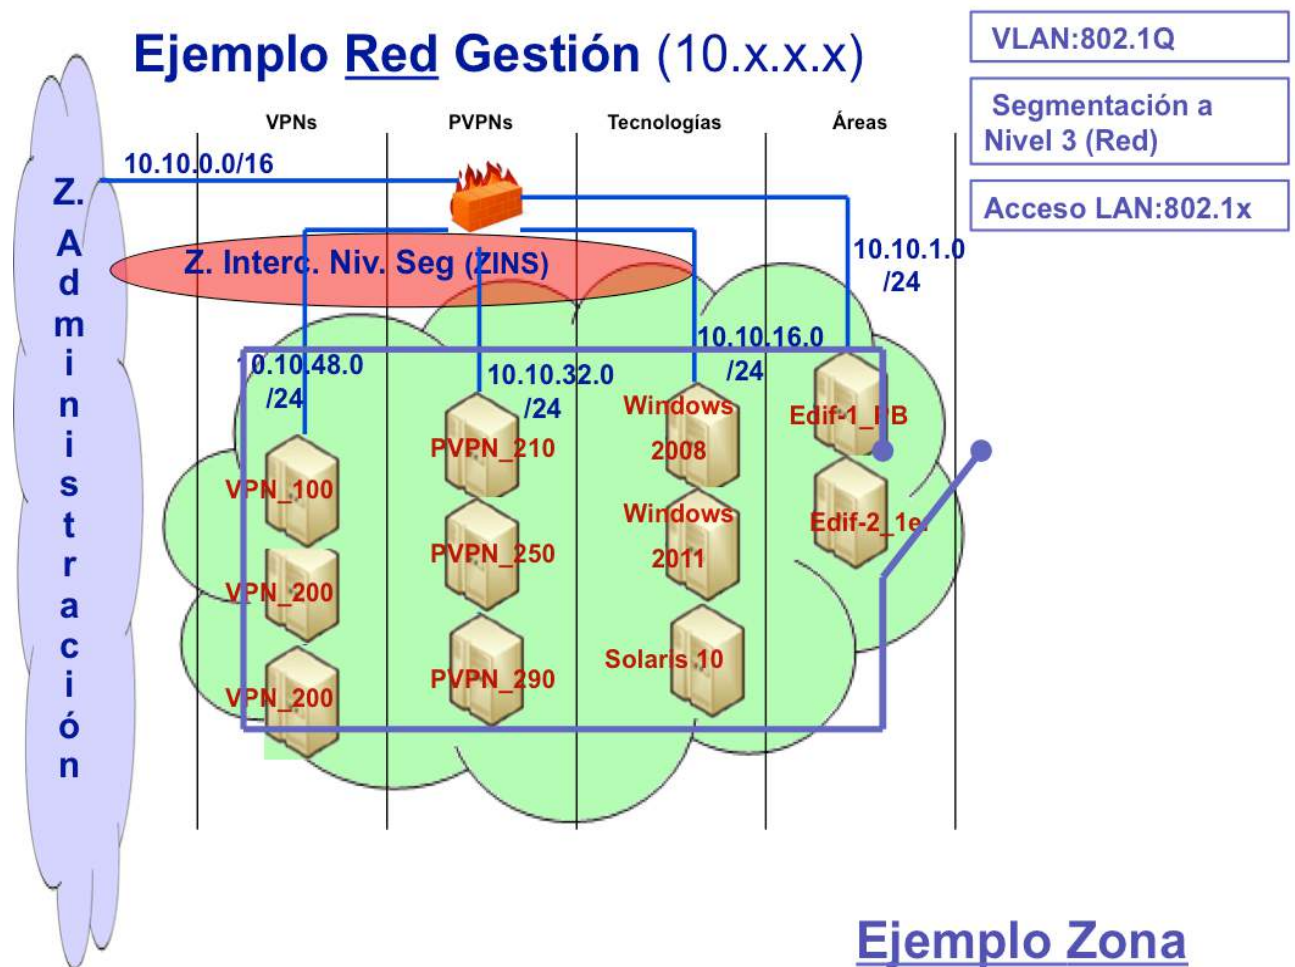 Ejemplo Red Gestión (10.x.x.x)
VLAN:802.1Q
Segmentación a
Nivel 3 (Red)
Acceso LAN:802.1x
VPNs
PVPNs
Tecnologías
Áreas
Z.
A
d
m
i
n
i
s
t
r
a
c
i
ó
n
10.10.0.0/16
Z. Interc. Niv. Seg (ZINS)
10.10.1.0
/24
0.10.48.0
/24
10.10.32.0
/24
10.10.16.0
/24
VPN_100
VPN_200
VPN_200
PVPN_210
PVPN_250
PVPN_290
Windows
2008
Windows
2011
Solaris 10
Edif-1_PB
Edif-2_1er
Ejemplo Zona